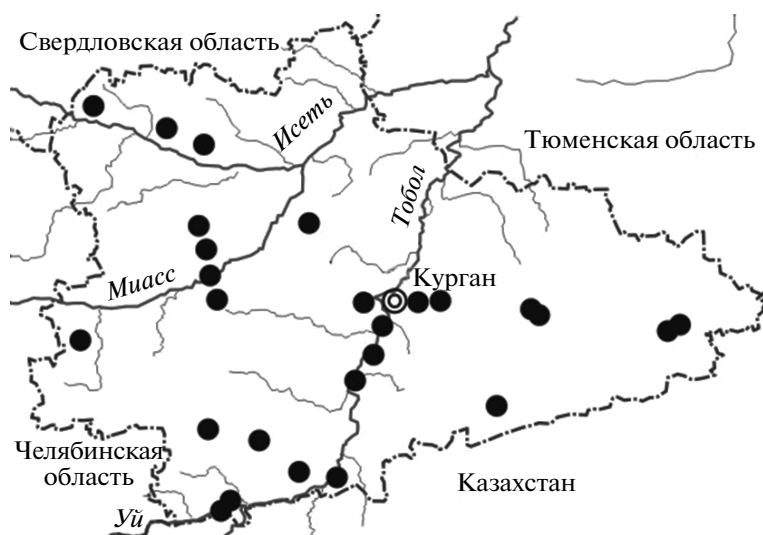 Свердловская область
Исеть
Тюменская область
Тобол
Миасс
Курган
Челябинская
область
Казахстан
Уй